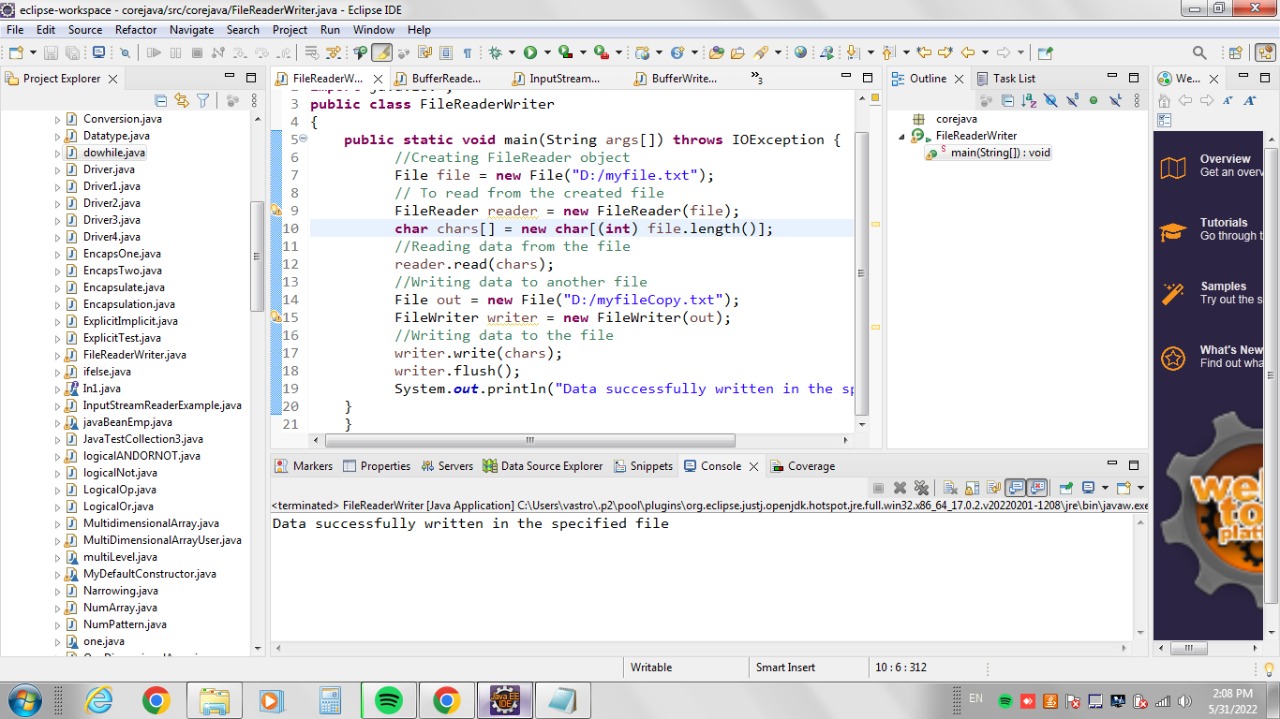 eclipse-workspace - corejava/src/corejava/FileReaderWriter.java - Eclipse IDE
File Edit Source Refactor Navigate Search Project Run Window Help
Project Explorer
Conversion.java
Datatype.java
dowhile.java
Driver.java
Driver1.java
Driver2.java
Driver3.java
Driver4.java
EncapsOne.java
EncapsTwo.java
Encapsulate.java
Encapsulation.java
ExplicitImplicit.java
ExplicitTest.java
FileReaderWriter.java
ifelse.java
In1.java
InputStreamReaderExample.java
javaBeanEmp.java
JavaTestCollection3.java
logicalANDORNOT.java
logicalNot.java
LogicalOp.java
LogicalOr.java
MultidimensionalArray.java
MultiDimensionalArrayUser.java
multiLevel.java
MyDefaultConstructor.java
Narrowing.java
NumArray.java
NumPattern.java
one.java
FileReaderW... BufferReade... InputStream... BufferWrite... »3
3 public class FileReaderWriter
4 {
5 public static void main(String args[]) throws IOException {
6 //Creating FileReader object
7 File file = new File("D:/myfile.txt");
8 // To read from the created file
9 FileReader reader = new FileReader(file);
10 char chars[] = new char[(int) file.length()];
11 //Reading data from the file
12 reader.read(chars);
13 //Writing data to another file
14 File out = new File("D:/myfileCopy.txt");
15 FileWriter writer = new FileWriter(out);
16 //Writing data to the file
17 writer.write(chars);
18 writer.flush();
19 System.out.println("Data successfully written in the sp
20 }
21 }
Outline Task List
corejava
FileReaderWriter
main(String[]) : void
We...
Overview
Get an overv
Tutorials
Go through t
Samples
Try out the s
What's New
Find out wha
Markers Properties Servers Data Source Explorer Snippets Console Coverage
<terminated> FileReaderWriter [Java Application] C:\Users\vastro\.p2\pool\plugins\org.eclipse.justj.openjdk.hotspot.jre.full.win32.x86_64_17.0.2.v20220201-1208\jre\bin\javaw.exe
Data successfully written in the specified file
Writable Smart Insert 10 : 6 : 312
Java EE
IDE
EN
2:08 PM
5/31/2022